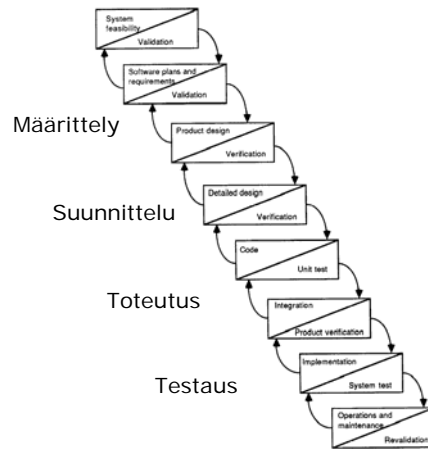 System
feasibility
Validation
Software plans and
requirements
Validation
Määrittely
Product design
Verification
Detailed design
Suunnittelu
Verification
Code
Unit test
Toteutus
Integration
Product verification
Implementation
Testaus
System test
Operations and
maintenance
Revalidation